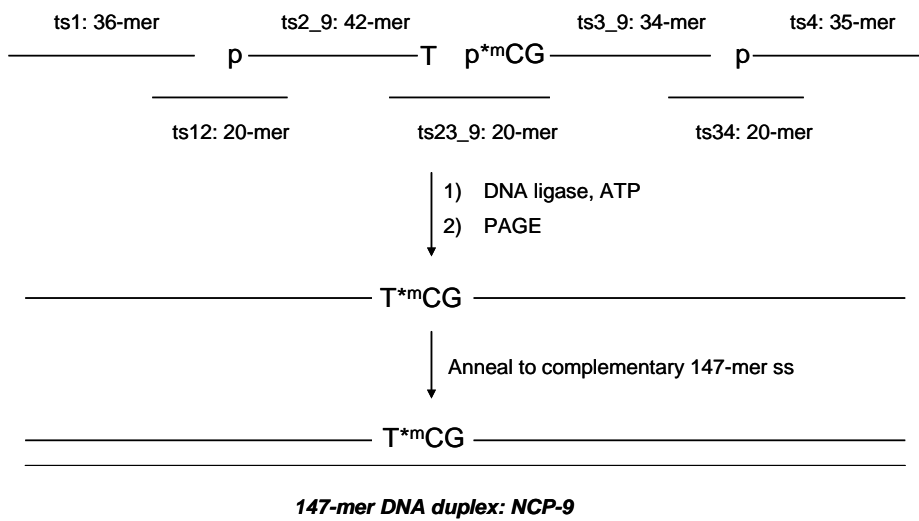 ts1: 36-mer ts2_9: 42-mer ts3_9: 34-mer ts4: 35-mer
p T p*mCG p
ts12: 20-mer ts23_9: 20-mer ts34: 20-mer
1) DNA ligase, ATP
2) PAGE
T*mCG
Anneal to complementary 147-mer ss
T*mCG
147-mer DNA duplex: NCP-9